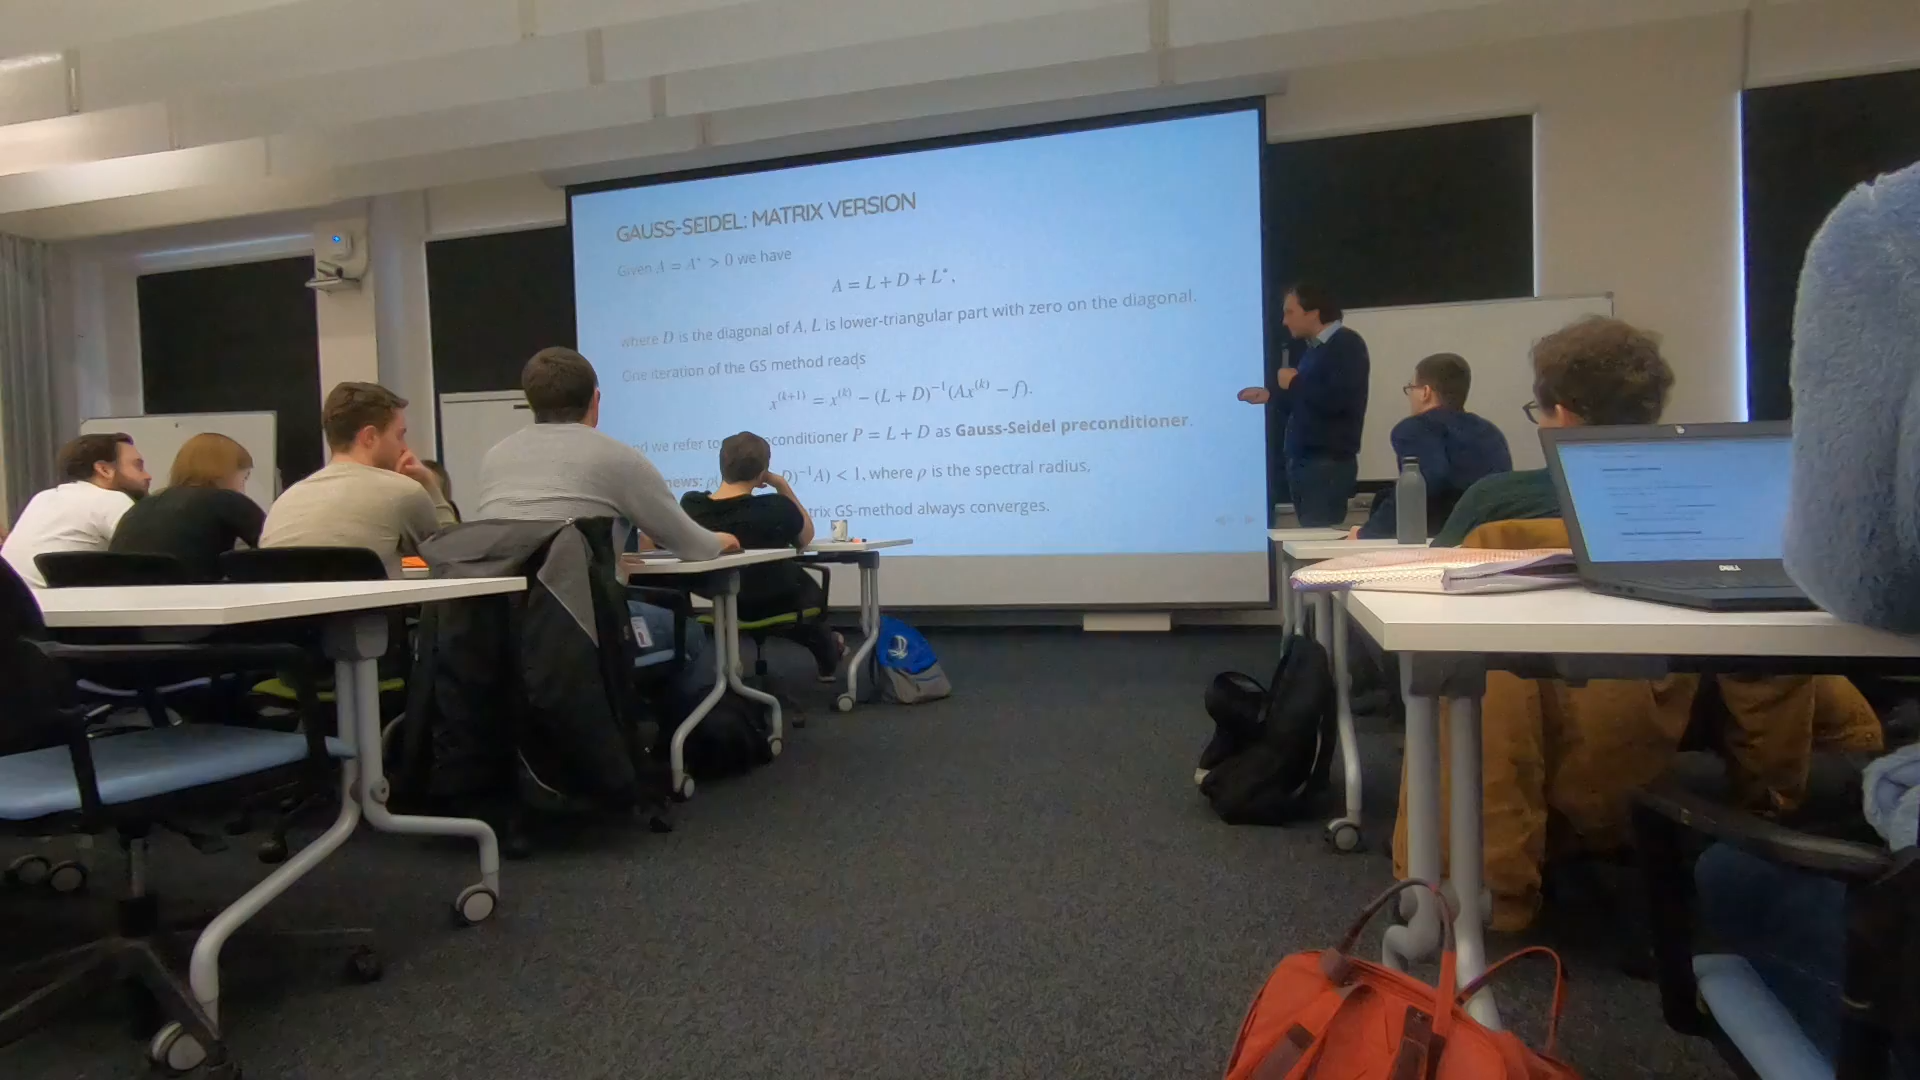 GAUSS-SEIDEL: MATRIX VERSION
Given A = A* > 0 we have
A = L + D + L*,
where D is the diagonal of A, L is lower-triangular part with zero on the diagonal.
One iteration of the GS method reads
x^(k+1) = x^(k) − (L + D)^−1 (Ax^(k) − f).
nd we refer to conditioner P = L + D as Gauss-Seidel preconditioner.
news: ρ( D)^−1 A) < 1, where ρ is the spectral radius,
trix GS-method always converges.
DELL